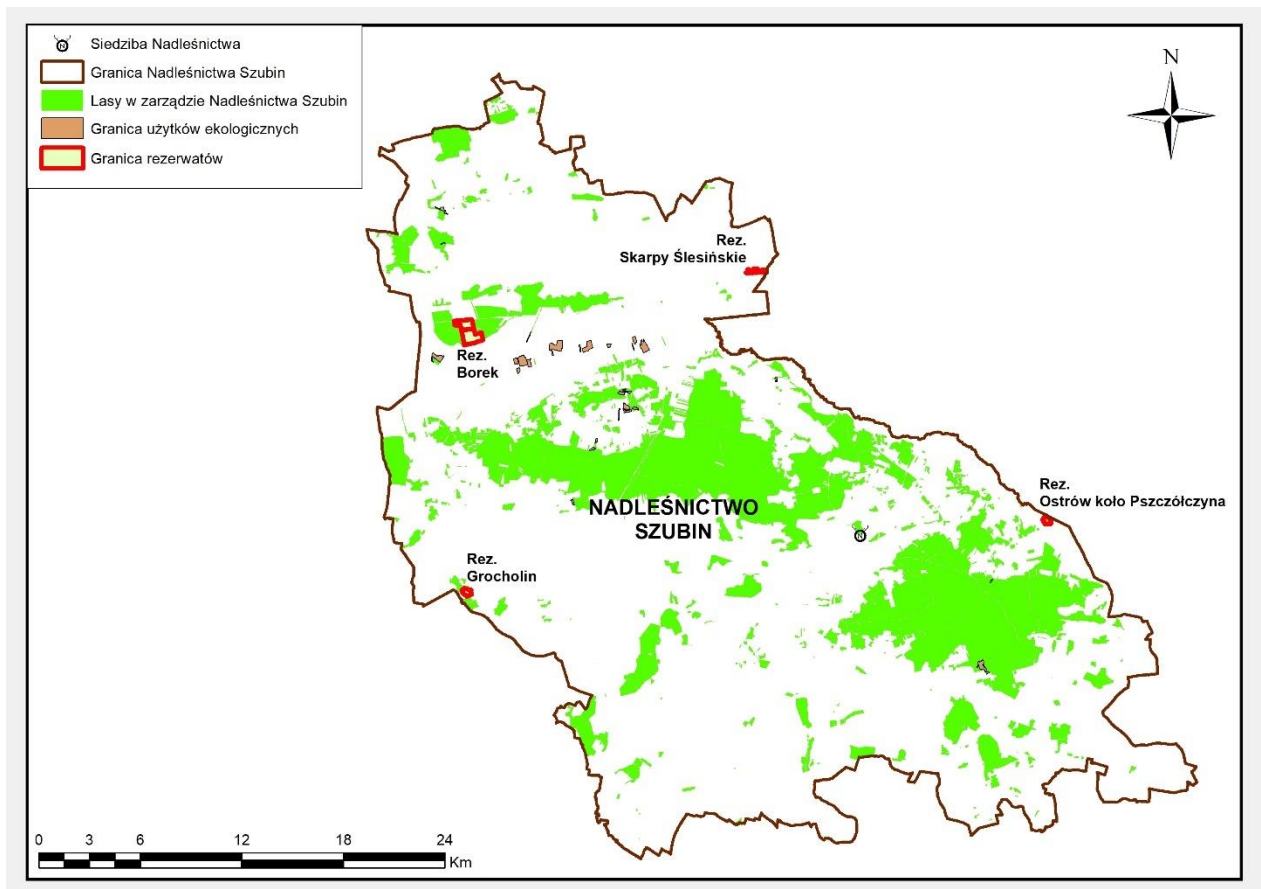 Siedziba Nadleśnictwa
Granica Nadleśnictwa Szubin
Lasy w zarządzie Nadleśnictwa Szubin
Granica użytków ekologicznych
Granica rezerwatów
N
Rez.
Skarpy Ślesińskie
Rez.
Borek
Rez.
Ostrów koło Pszczółczyna
NADLEŚNICTWO
SZUBIN
N
Rez.
Grocholin
0 3 6 12 18 24
Km